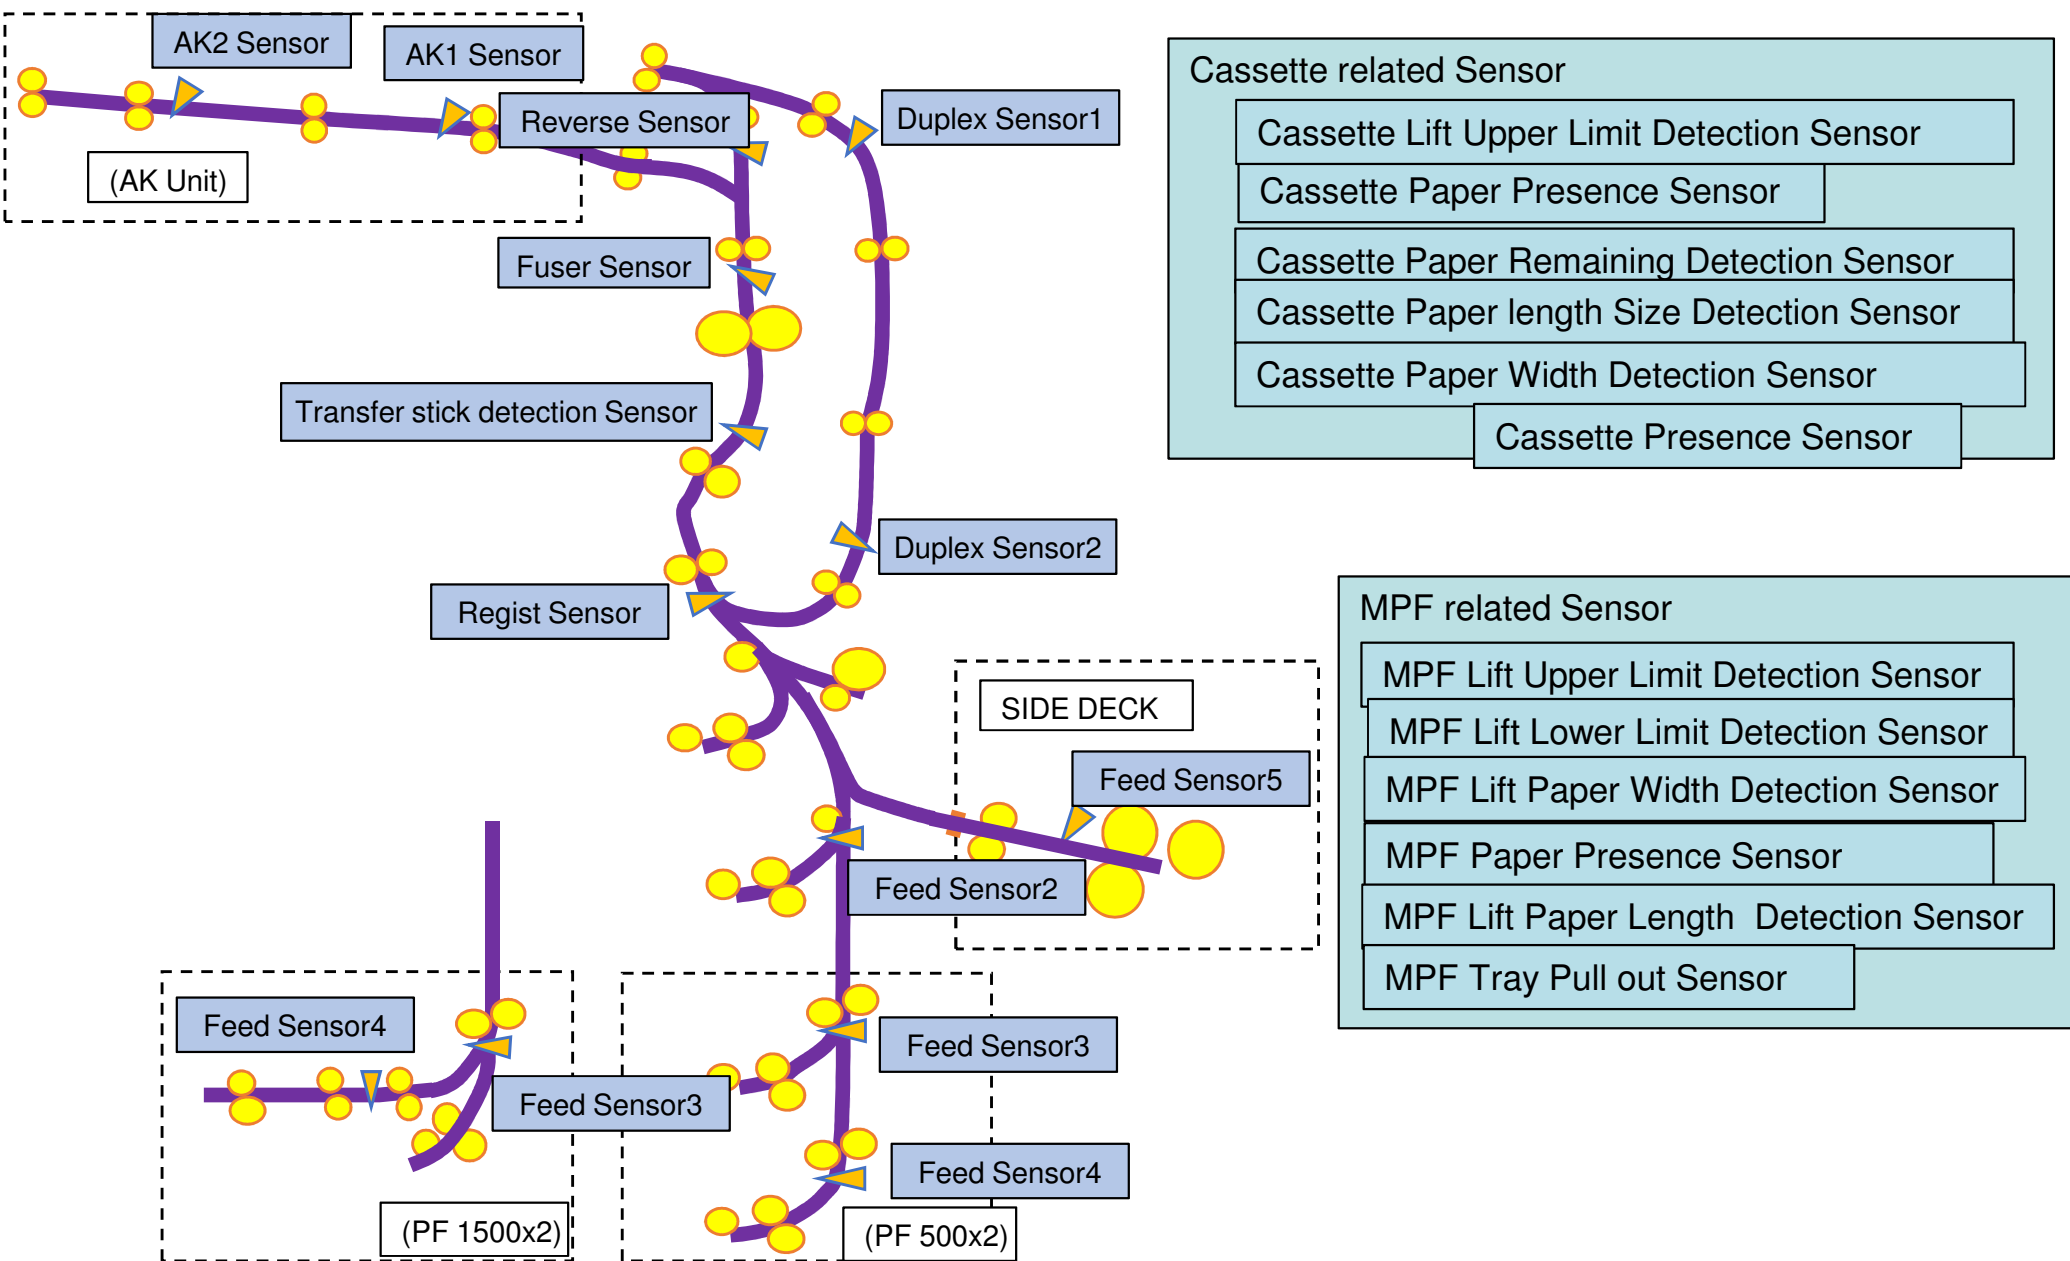 AK2 Sensor
AK1 Sensor
Reverse Sensor
Duplex Sensor1
(AK Unit)
Fuser Sensor
Transfer stick detection Sensor
Duplex Sensor2
Regist Sensor
SIDE DECK
Feed Sensor5
Feed Sensor2
Feed Sensor4
Feed Sensor3
Feed Sensor3
Feed Sensor4
(PF 1500x2)
(PF 500x2)
Cassette related Sensor
Cassette Lift Upper Limit Detection Sensor
Cassette Paper Presence Sensor
Cassette Paper Remaining Detection Sensor
Cassette Paper length Size Detection Sensor
Cassette Paper Width Detection Sensor
Cassette Presence Sensor
MPF related Sensor
MPF Lift Upper Limit Detection Sensor
MPF Lift Lower Limit Detection Sensor
MPF Lift Paper Width Detection Sensor
MPF Paper Presence Sensor
MPF Lift Paper Length  Detection Sensor
MPF Tray Pull out Sensor